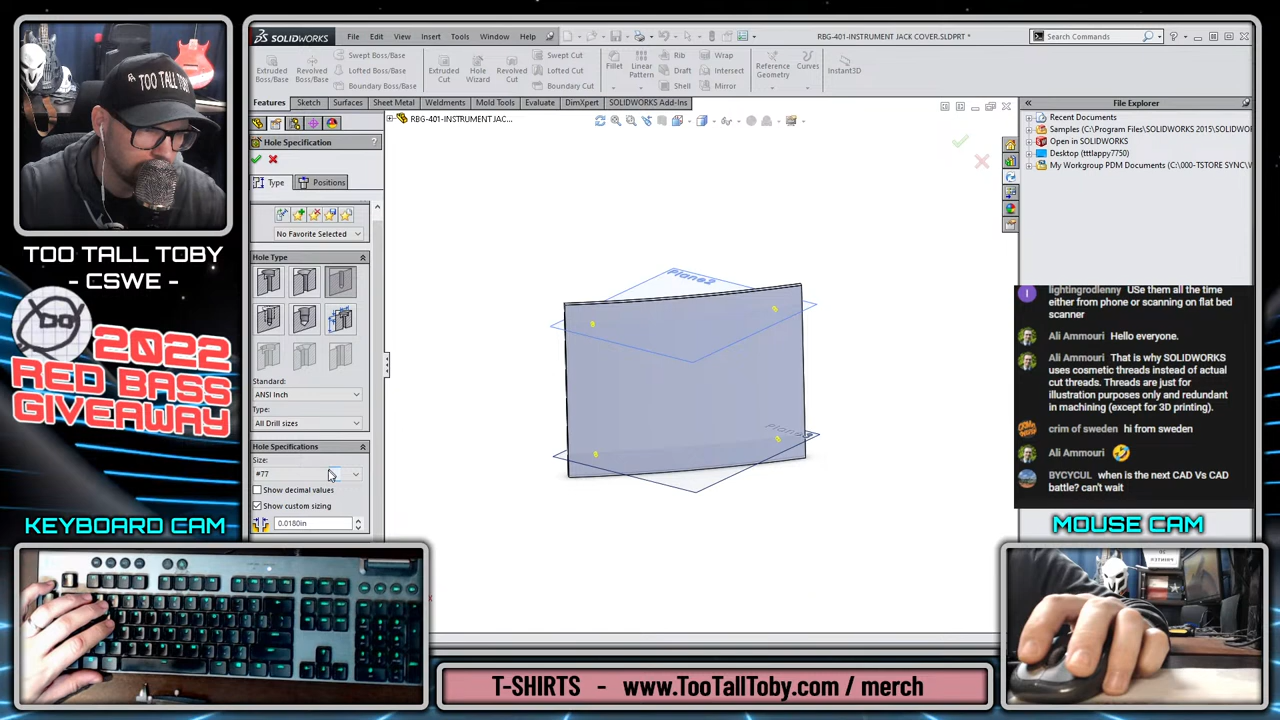 SOLIDWORKS
File Edit View Insert Tools Window Help
RBG-401-INSTRUMENT JACK COVER.SLDPRT *
Search Commands
Extruded Boss/Base
Revolved Boss/Base
Swept Boss/Base
Lofted Boss/Base
Boundary Boss/Base
Extruded Cut
Hole Wizard
Revolved Cut
Swept Cut
Lofted Cut
Boundary Cut
Fillet
Linear Pattern
Rib
Draft
Shell
Wrap
Intersect
Mirror
Reference Geometry
Curves
Instant3D
Features Sketch Surfaces Sheet Metal Weldments Mold Tools Evaluate DimXpert SOLIDWORKS Add-Ins
RBG-401-INSTRUMENT JAC...
Hole Specification ?
Type Positions
No Favorite Selected
Hole Type
Standard:
ANSI Inch
Type:
All Drill sizes
Hole Specifications
Size:
#77
Show decimal values
Show custom sizing
0.0180in
Plane2
File Explorer
Recent Documents
Samples (C:\Program Files\SOLIDWORKS 2015\SOLIDWO
Open in SOLIDWORKS
Desktop (tttlappy7750)
My Workgroup PDM Documents (C:\000-TSTORE SYNC\W
TOO TALL TOBY
TOO TALL TOBY
- CSWE -
2022
RED BASS
GIVEAWAY
KEYBOARD CAM
lightingrodlenny USe them all the time
either from phone or scanning on flat bed
scanner
Ali Ammouri Hello everyone.
Ali Ammouri That is why SOLIDWORKS
uses cosmetic threads instead of actual
cut threads. Threads are just for
illustration purposes only and redundant
in machining (except for 3D printing).
crim of sweden hi from sweden
Ali Ammouri 🤣
BYCYCUL when is the next CAD Vs CAD
battle? can't wait
MOUSE CAM
T-SHIRTS - www.TooTallToby.com / merch